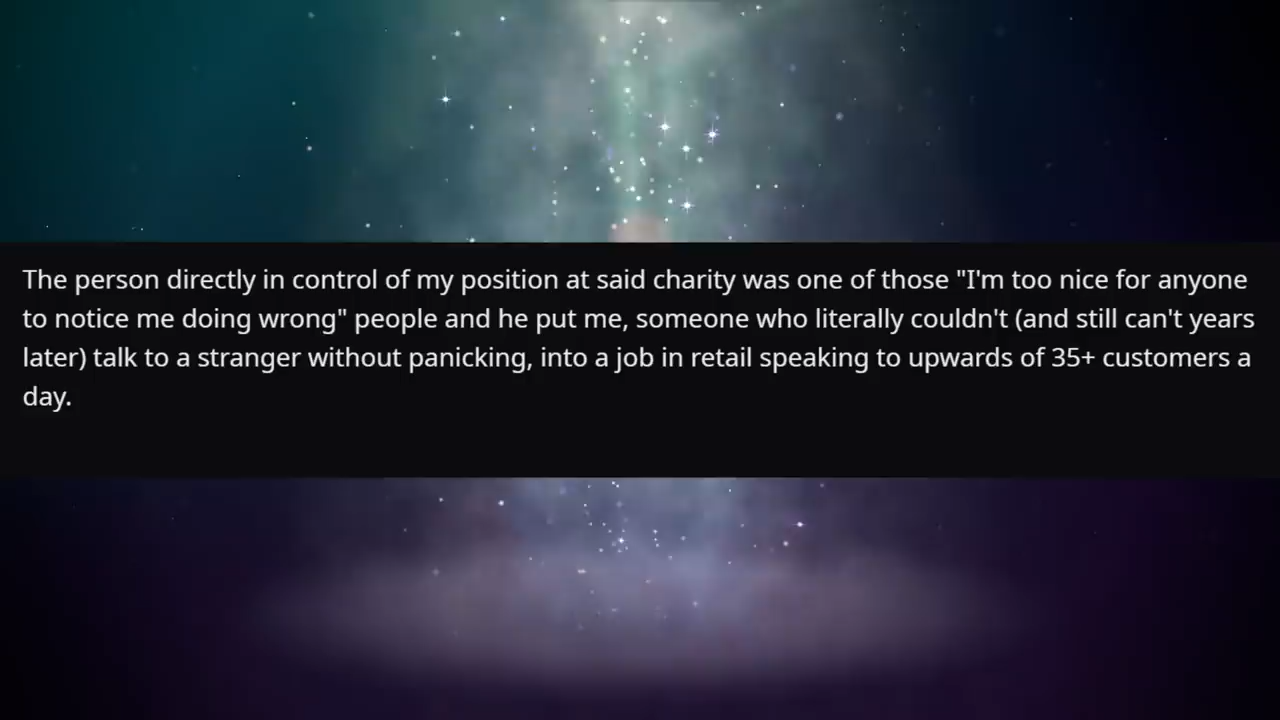 The person directly in control of my position at said charity was one of those "I'm too nice for anyone
to notice me doing wrong" people and he put me, someone who literally couldn't (and still can't years
later) talk to a stranger without panicking, into a job in retail speaking to upwards of 35+ customers a
day.